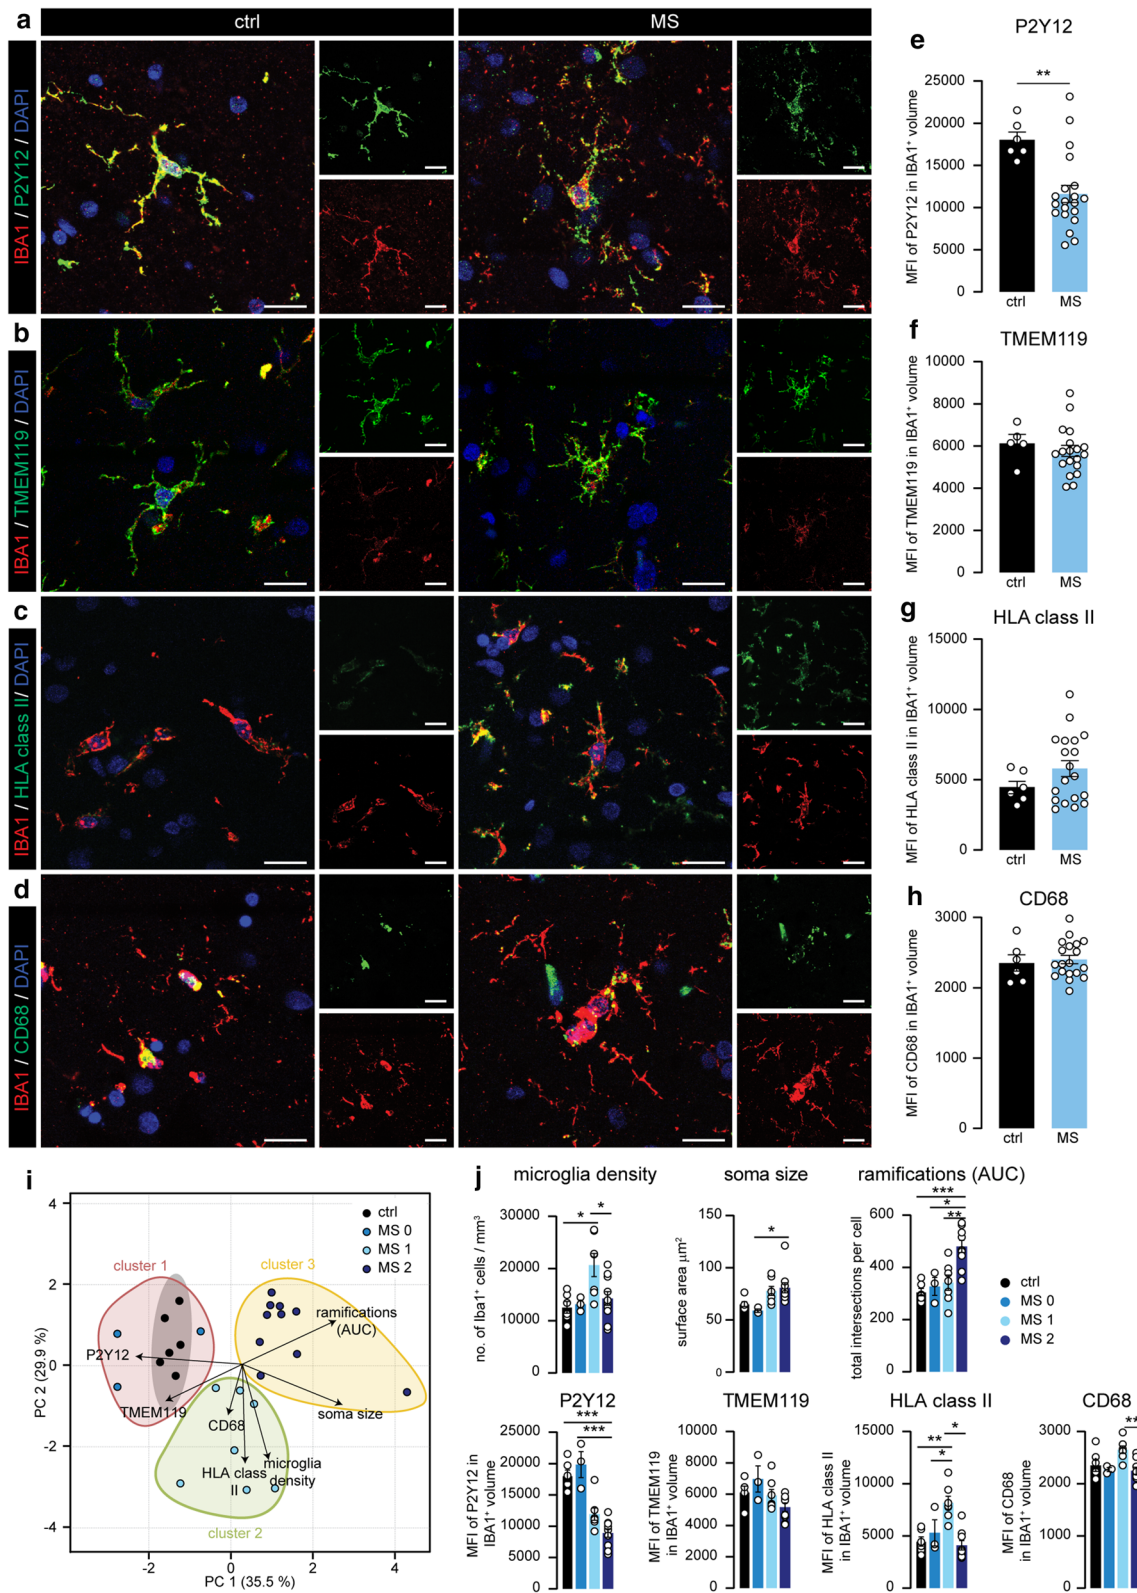 a
ctrl
MS
IBA1 / P2Y12 / DAPI
b
IBA1 / TMEM119 / DAPI
c
IBA1 / HLA class II/ DAPI
d
IBA1 / CD68 / DAPI
e
P2Y12
MFI of P2Y12 in IBA1⁺ volume
25000
20000
15000
10000
5000
0
**
ctrl
MS
f
TMEM119
MFI of TMEM119 in IBA1⁺ volume
10000
8000
6000
4000
2000
0
ctrl
MS
g
HLA class II
MFI of HLA class II in IBA1⁺ volume
15000
10000
5000
0
ctrl
MS
h
CD68
MFI of CD68 in IBA1⁺ volume
3000
2000
1000
0
ctrl
MS
i
PC 2 (29.9 %)
4
2
0
-2
-4
ctrl
MS 0
MS 1
MS 2
cluster 1
cluster 3
ramifications
(AUC)
P2Y12
TMEM119
CD68
soma size
HLA class
II
microglia
density
cluster 2
-2
0
2
4
PC 1 (35.5 %)
j
microglia density
no. of Iba1⁺ cells / mm³
30000
20000
10000
0
*
*
soma size
surface area µm²
150
100
50
0
*
ramifications (AUC)
total intersections per cell
600
400
200
0
***
*
**
ctrl
MS 0
MS 1
MS 2
P2Y12
MFI of P2Y12 in
IBA1⁺ volume
25000
20000
15000
10000
5000
0
***
***
TMEM119
MFI of TMEM119
in IBA1⁺ volume
10000
8000
6000
4000
2000
0
HLA class II
MFI of HLA class II
in IBA1⁺ volume
15000
10000
5000
0
**
*
*
CD68
MFI of CD68
in IBA1⁺ volume
3000
2000
1000
0
**